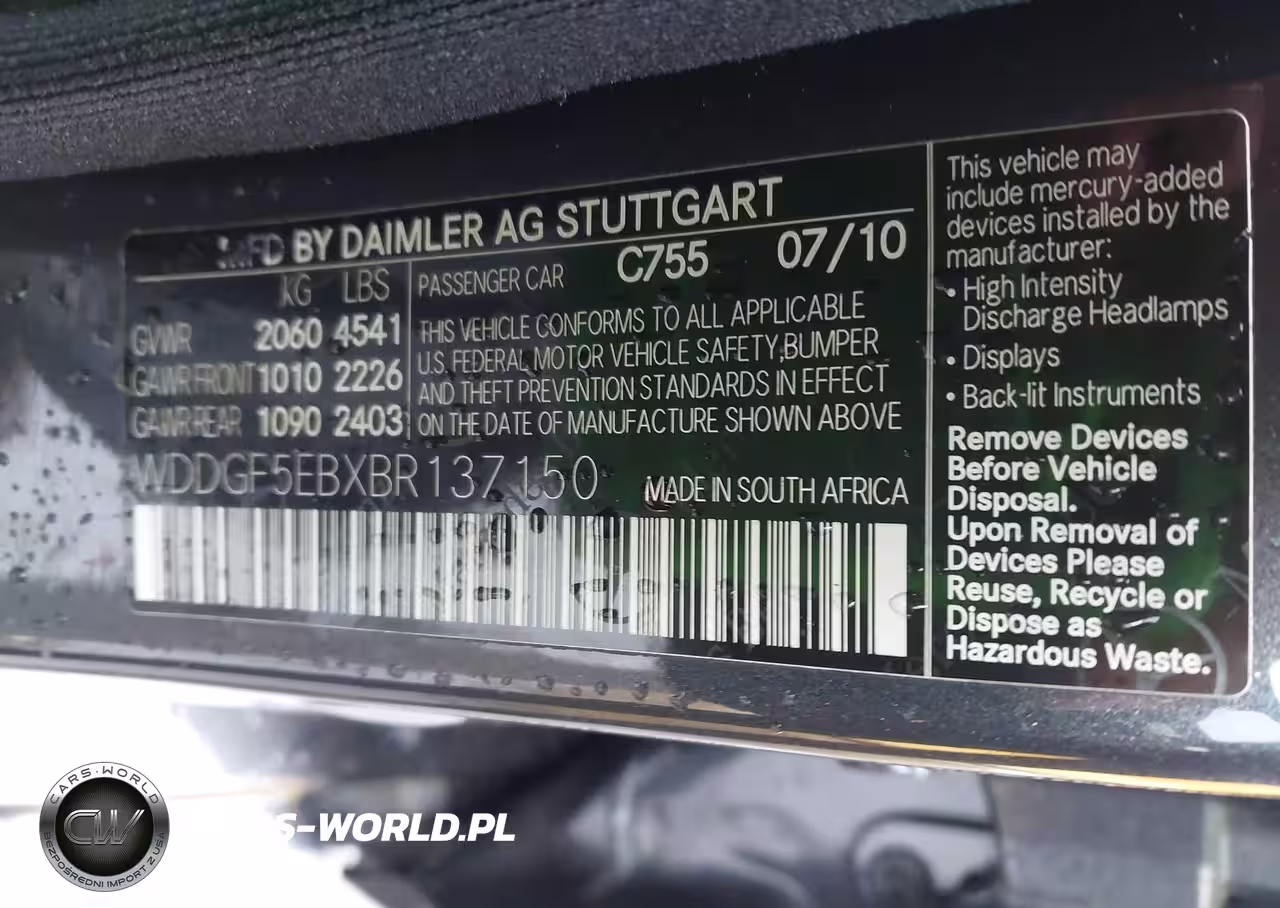 MFD BY DAIMLER AG STUTTGART
KG LBS
GVWR 2060 4541
GAWR FRONT 1010 2226
GAWR REAR 1090 2403
PASSENGER CAR C755 07/10
THIS VEHICLE CONFORMS TO ALL APPLICABLE
U.S. FEDERAL MOTOR VEHICLE SAFETY,BUMPER
AND THEFT PREVENTION STANDARDS IN EFFECT
ON THE DATE OF MANUFACTURE SHOWN ABOVE
WDDGF5EBXBR137150
MADE IN SOUTH AFRICA
This vehicle may
include mercury-added
devices installed by the
manufacturer:
• High Intensity
Discharge Headlamps
• Displays
• Back-lit Instruments
Remove Devices
Before Vehicle
Disposal.
Upon Removal of
Devices Please
Reuse, Recycle or
Dispose as
Hazardous Waste.
CARS-WORLD
CW
BEZPOŚREDNI IMPORT Z USA
S-WORLD.PL